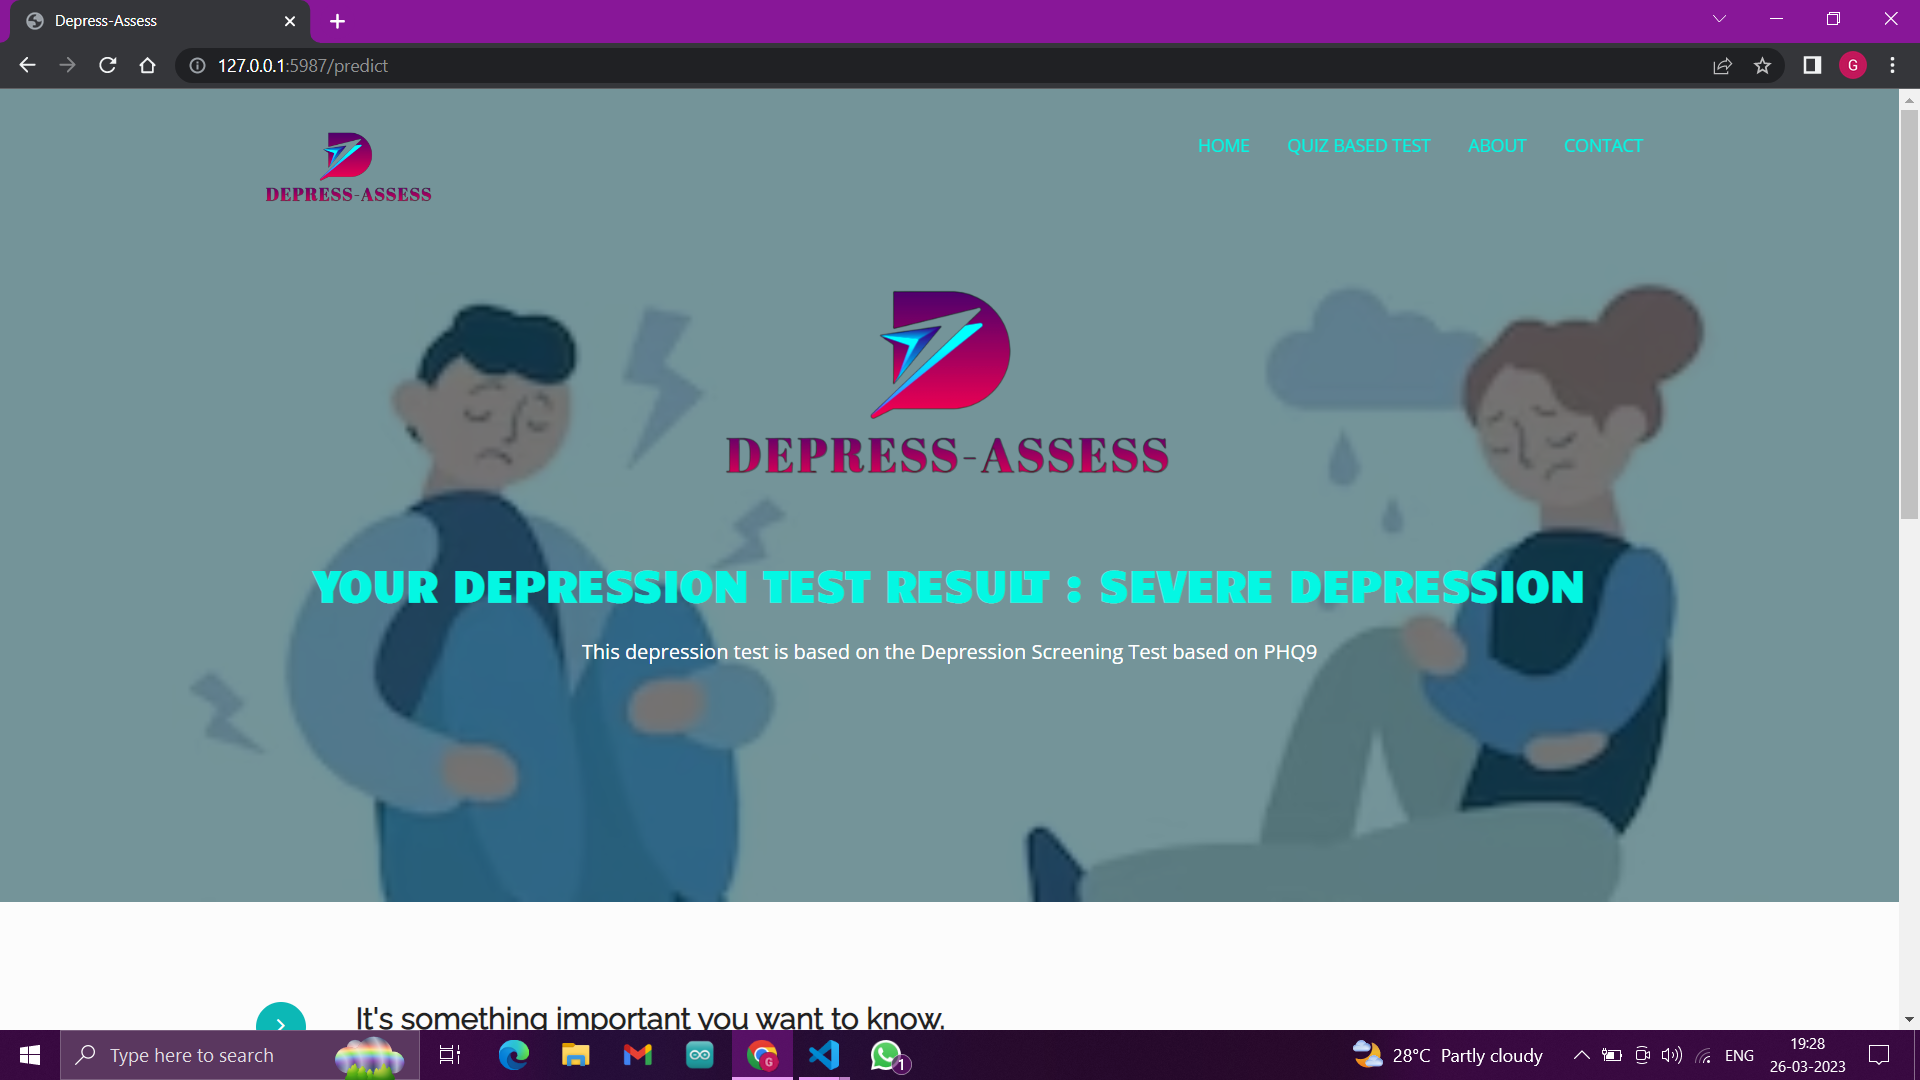 Depress-Assess
127.0.0.1:5987/predict
G
DEPRESS-ASSESS
HOME QUIZ BASED TEST ABOUT CONTACT
DEPRESS-ASSESS
YOUR DEPRESSION TEST RESULT : SEVERE DEPRESSION
This depression test is based on the Depression Screening Test based on PHQ9
It's something important you want to know.
Type here to search
G
1
28°C Partly cloudy
ENG
19:28
26-03-2023